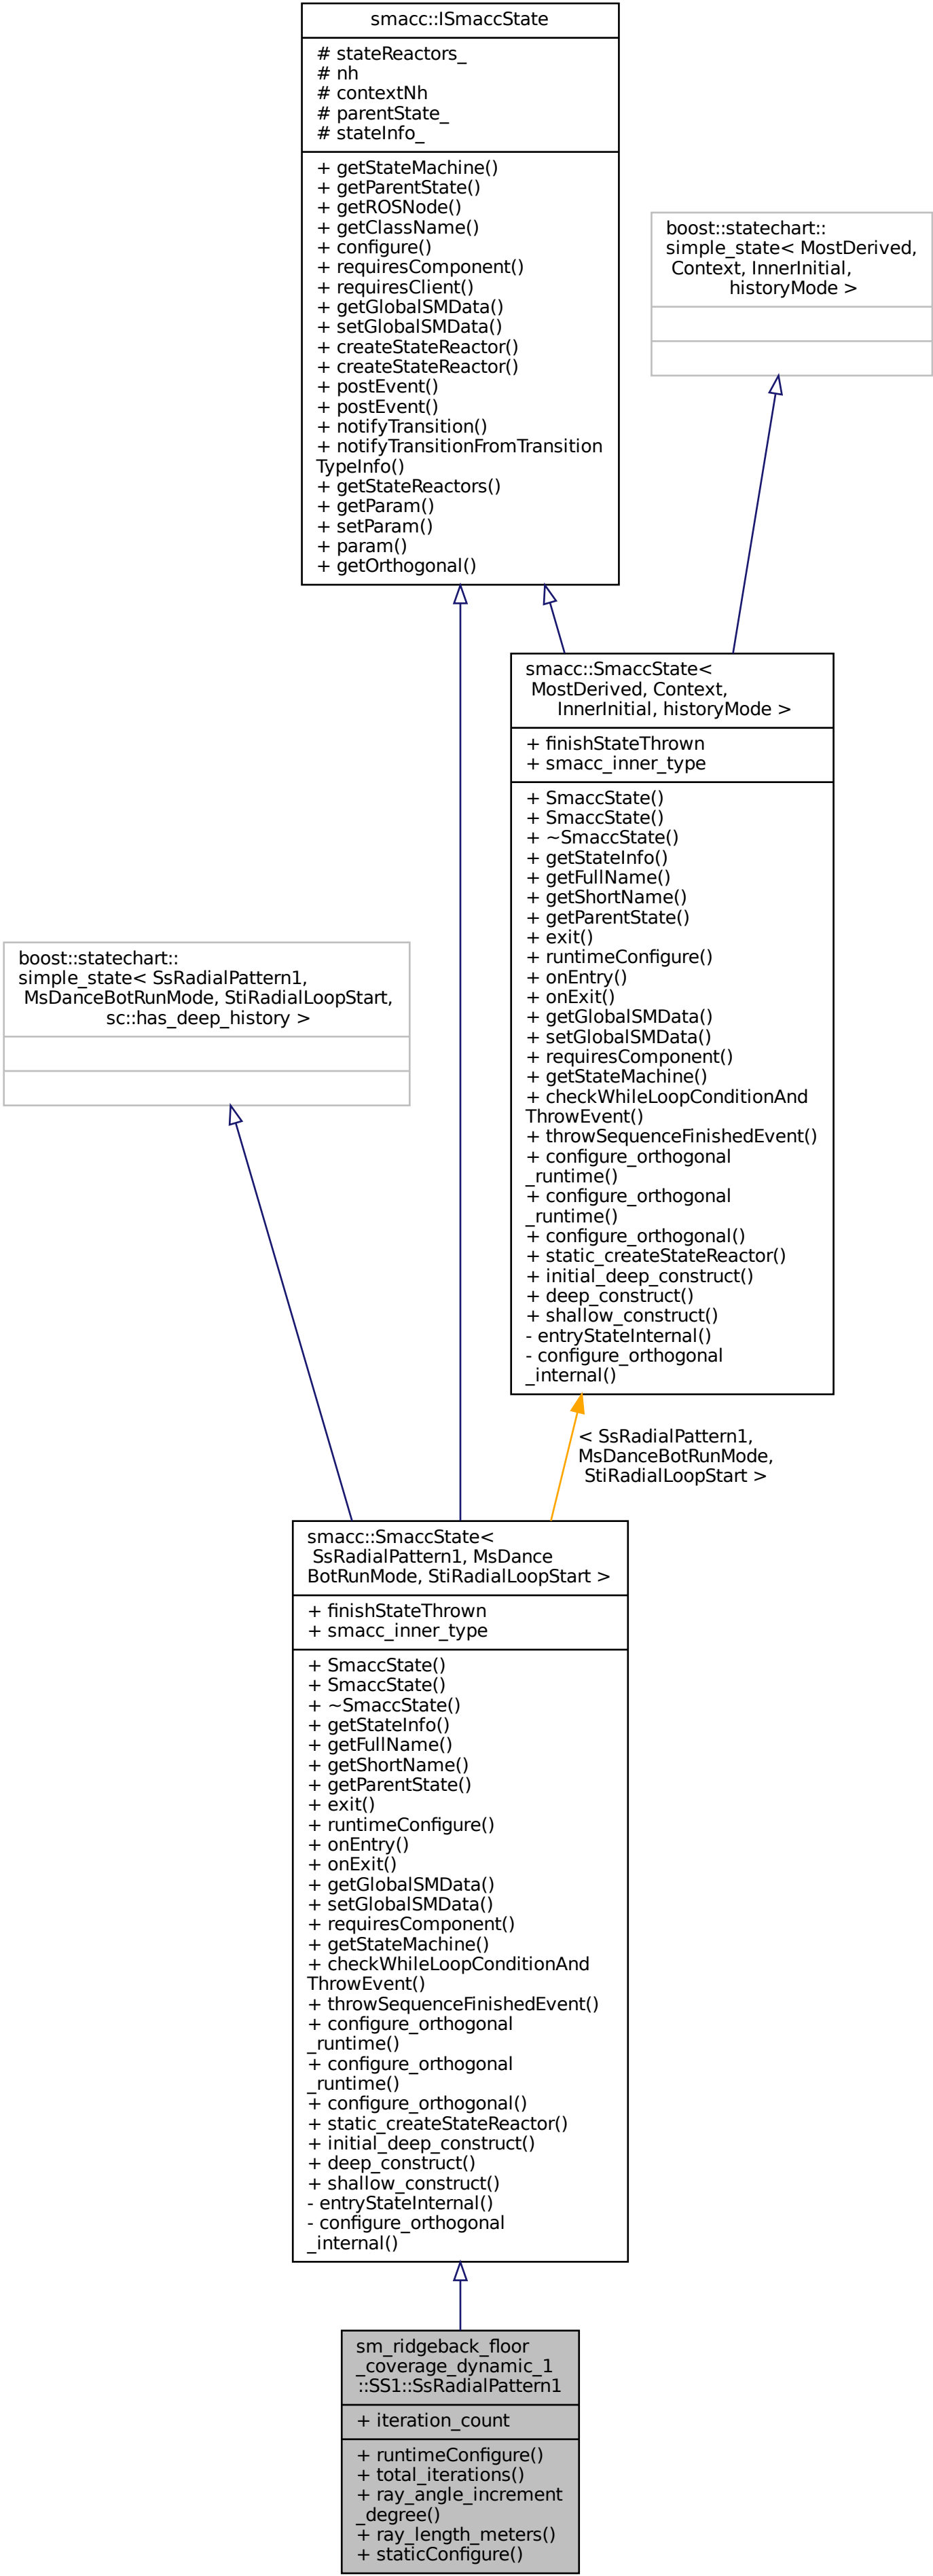 smacc::ISmaccState
# stateReactors_
# nh
# contextNh
# parentState_
# stateInfo_
+ getStateMachine()
+ getParentState()
+ getROSNode()
+ getClassName()
+ configure()
+ requiresComponent()
+ requiresClient()
+ getGlobalSMData()
+ setGlobalSMData()
+ createStateReactor()
+ createStateReactor()
+ postEvent()
+ postEvent()
+ notifyTransition()
+ notifyTransitionFromTransition
TypeInfo()
+ getStateReactors()
+ getParam()
+ setParam()
+ param()
+ getOrthogonal()
boost::statechart::
simple_state< MostDerived,
Context, InnerInitial,
historyMode >
smacc::SmaccState<
MostDerived, Context,
InnerInitial, historyMode >
+ finishStateThrown
+ smacc_inner_type
+ SmaccState()
+ SmaccState()
+ ~SmaccState()
+ getStateInfo()
+ getFullName()
+ getShortName()
+ getParentState()
+ exit()
+ runtimeConfigure()
+ onEntry()
+ onExit()
+ getGlobalSMData()
+ setGlobalSMData()
+ requiresComponent()
+ getStateMachine()
+ checkWhileLoopConditionAnd
ThrowEvent()
+ throwSequenceFinishedEvent()
+ configure_orthogonal
_runtime()
+ configure_orthogonal
_runtime()
+ configure_orthogonal()
+ static_createStateReactor()
+ initial_deep_construct()
+ deep_construct()
+ shallow_construct()
- entryStateInternal()
- configure_orthogonal
_internal()
boost::statechart::
simple_state< SsRadialPattern1,
MsDanceBotRunMode, StiRadialLoopStart,
sc::has_deep_history >
< SsRadialPattern1,
MsDanceBotRunMode,
StiRadialLoopStart >
smacc::SmaccState<
SsRadialPattern1, MsDance
BotRunMode, StiRadialLoopStart >
+ finishStateThrown
+ smacc_inner_type
+ SmaccState()
+ SmaccState()
+ ~SmaccState()
+ getStateInfo()
+ getFullName()
+ getShortName()
+ getParentState()
+ exit()
+ runtimeConfigure()
+ onEntry()
+ onExit()
+ getGlobalSMData()
+ setGlobalSMData()
+ requiresComponent()
+ getStateMachine()
+ checkWhileLoopConditionAnd
ThrowEvent()
+ throwSequenceFinishedEvent()
+ configure_orthogonal
_runtime()
+ configure_orthogonal
_runtime()
+ configure_orthogonal()
+ static_createStateReactor()
+ initial_deep_construct()
+ deep_construct()
+ shallow_construct()
- entryStateInternal()
- configure_orthogonal
_internal()
sm_ridgeback_floor
_coverage_dynamic_1
::SS1::SsRadialPattern1
+ iteration_count
+ runtimeConfigure()
+ total_iterations()
+ ray_angle_increment
_degree()
+ ray_length_meters()
+ staticConfigure()